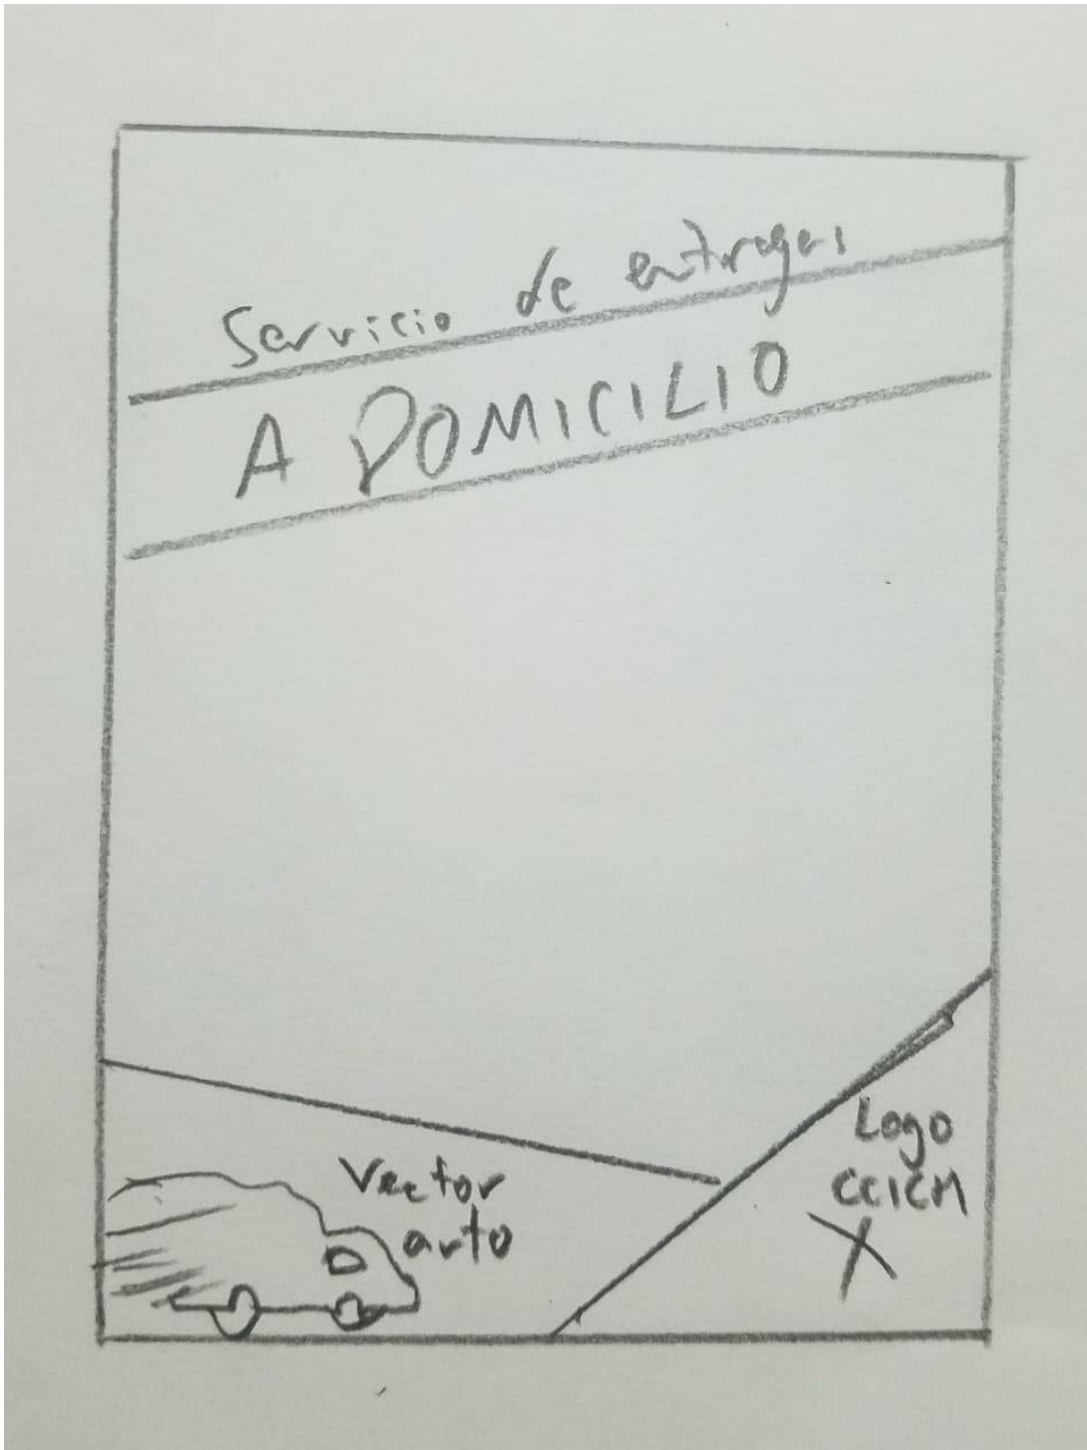 Servicio de entregas
A DOMICILIO
Vector
auto
Logo
CCICM
X